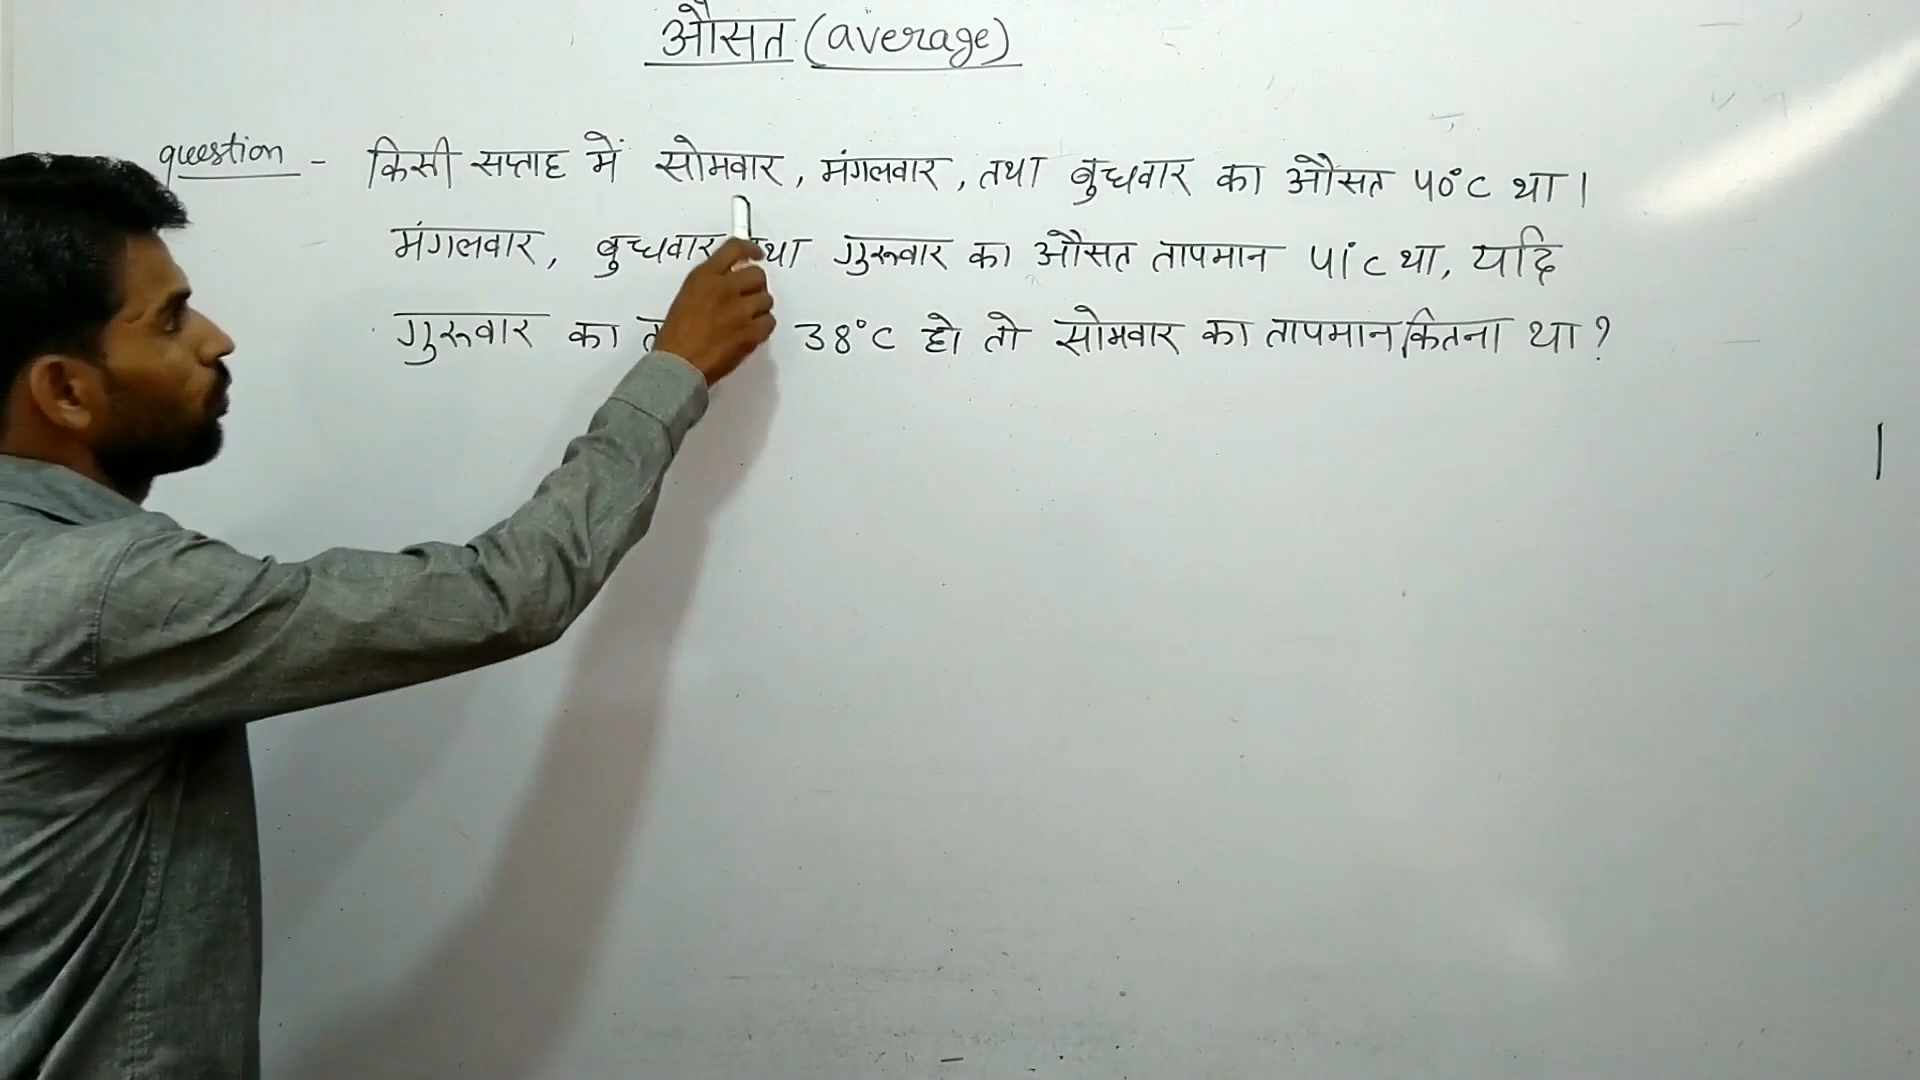 औसत (average)
question - किसी सप्ताह में सोमवार, मंगलवार, तथा बुधवार का औसत 40°C था।
मंगलवार, बुधवार तथा गुरूवार का औसत तापमान 41°C था, यदि
गुरूवार का 38°C हो तो सोमवार का तापमान कितना था?